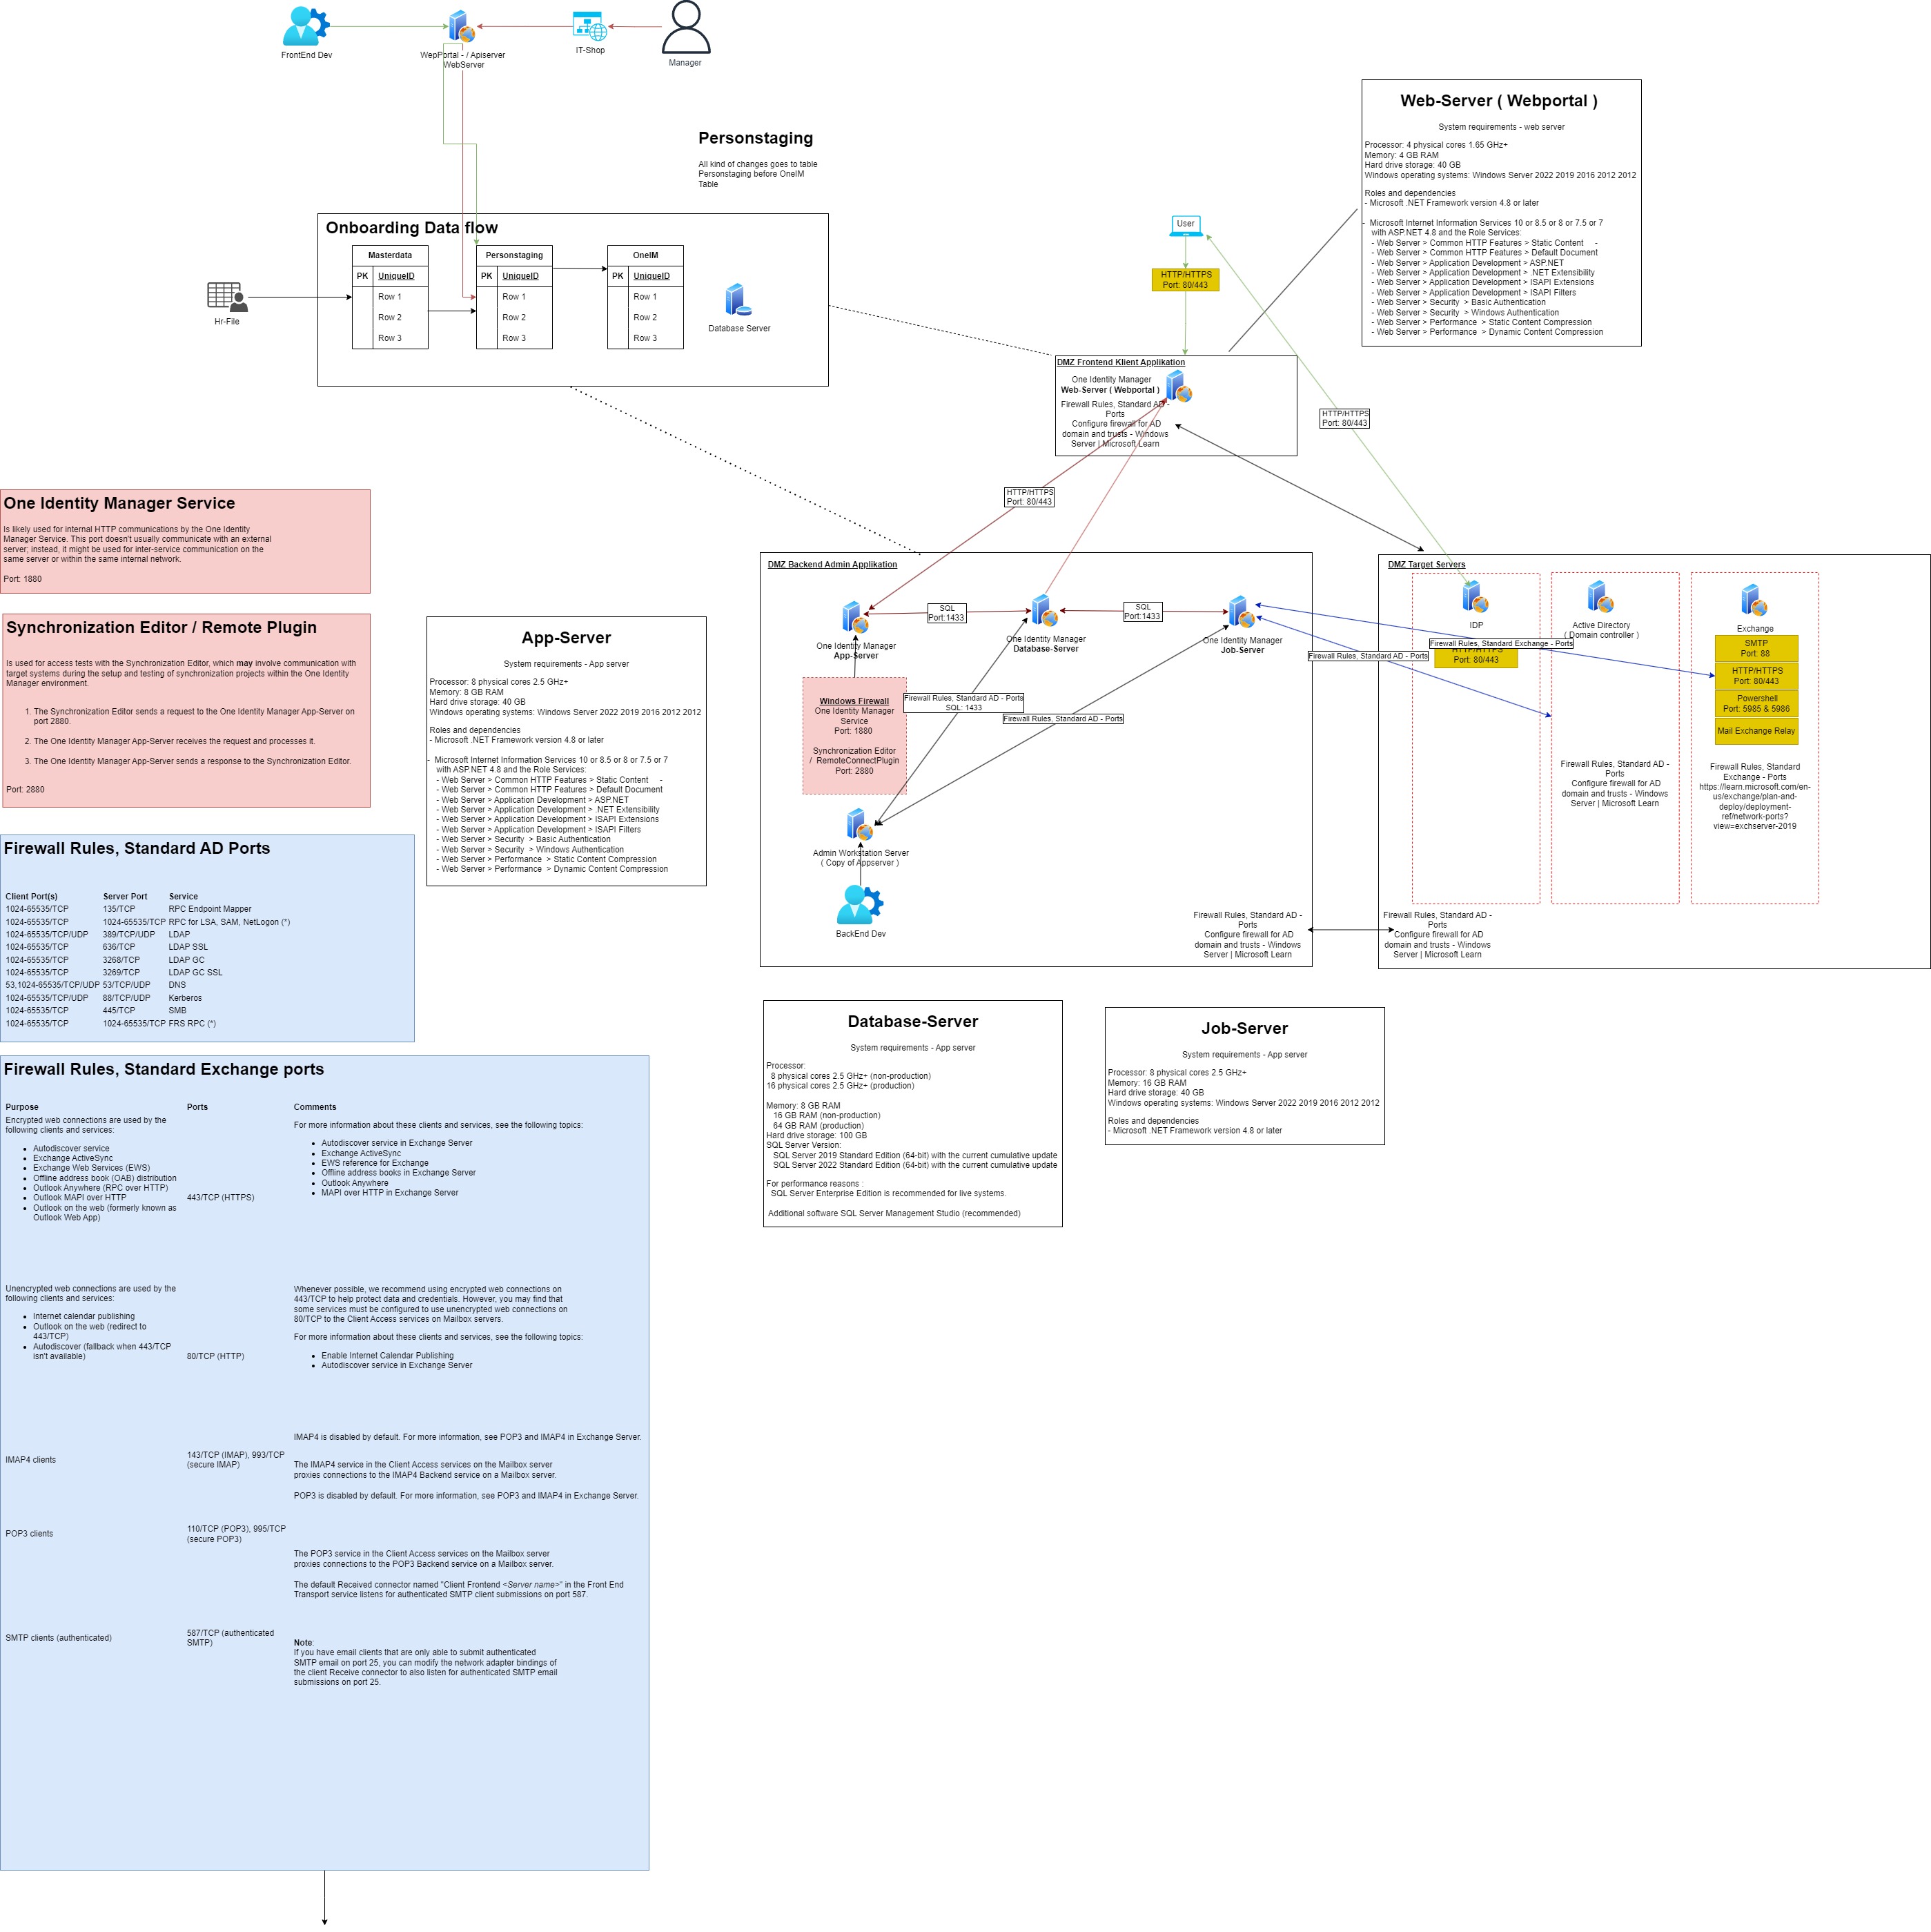 FrontEnd Dev
WepPortal - / Apiserver
WebServer
IT-Shop
Manager
Personstaging
All kind of changes goes to table
Personstaging before OneIM
Table
Web-Server ( Webportal )
System requirements - web server
Processor: 4 physical cores 1.65 GHz+
Memory: 4 GB RAM
Hard drive storage: 40 GB
Windows operating systems: Windows Server 2022 2019 2016 2012 2012
Roles and dependencies
- Microsoft .NET Framework version 4.8 or later
- Microsoft Internet Information Services 10 or 8.5 or 8 or 7.5 or 7
with ASP.NET 4.8 and the Role Services:
- Web Server > Common HTTP Features > Static Content -
- Web Server > Common HTTP Features > Default Document
- Web Server > Application Development > ASP.NET
- Web Server > Application Development > .NET Extensibility
- Web Server > Application Development > ISAPI Extensions
- Web Server > Application Development > ISAPI Filters
- Web Server > Security > Basic Authentication
- Web Server > Security > Windows Authentication
- Web Server > Performance > Static Content Compression
- Web Server > Performance > Dynamic Content Compression
Onboarding Data flow
Masterdata
PK UniqueID
Row 1
Row 2
Row 3
Personstaging
PK UniqueID
Row 1
Row 2
Row 3
OneIM
PK UniqueID
Row 1
Row 2
Row 3
Database Server
Hr-File
User
HTTP/HTTPS
Port: 80/443
DMZ Frontend Klient Applikation
One Identity Manager
Web-Server ( Webportal )
Firewall Rules, Standard AD -
Ports
Configure firewall for AD
domain and trusts - Windows
Server | Microsoft Learn
HTTP/HTTPS
Port: 80/443
HTTP/HTTPS
Port: 80/443
One Identity Manager Service
Is likely used for internal HTTP communications by the One Identity
Manager Service. This port doesn't usually communicate with an external
server; instead, it might be used for inter-service communication on the
same server or within the same internal network.
Port: 1880
Synchronization Editor / Remote Plugin
Is used for access tests with the Synchronization Editor, which may involve communication with
target systems during the setup and testing of synchronization projects within the One Identity
Manager environment.
1. The Synchronization Editor sends a request to the One Identity Manager App-Server on
port 2880.
2. The One Identity Manager App-Server receives the request and processes it.
3. The One Identity Manager App-Server sends a response to the Synchronization Editor.
Port: 2880
App-Server
System requirements - App server
Processor: 8 physical cores 2.5 GHz+
Memory: 8 GB RAM
Hard drive storage: 40 GB
Windows operating systems: Windows Server 2022 2019 2016 2012 2012
Roles and dependencies
- Microsoft .NET Framework version 4.8 or later
- Microsoft Internet Information Services 10 or 8.5 or 8 or 7.5 or 7
with ASP.NET 4.8 and the Role Services:
- Web Server > Common HTTP Features > Static Content -
- Web Server > Common HTTP Features > Default Document
- Web Server > Application Development > ASP.NET
- Web Server > Application Development > .NET Extensibility
- Web Server > Application Development > ISAPI Extensions
- Web Server > Application Development > ISAPI Filters
- Web Server > Security > Basic Authentication
- Web Server > Security > Windows Authentication
- Web Server > Performance > Static Content Compression
- Web Server > Performance > Dynamic Content Compression
DMZ Backend Admin Applikation
One Identity Manager
App-Server
SQL
Port:1433
One Identity Manager
Database-Server
SQL
Port:1433
One Identity Manager
Job-Server
Windows Firewall
One Identity Manager
Service
Port: 1880
Synchronization Editor
/ RemoteConnectPlugin
Port: 2880
Firewall Rules, Standard AD - Ports
SQL: 1433
Firewall Rules, Standard AD - Ports
Admin Workstation Server
( Copy of Appserver )
BackEnd Dev
Firewall Rules, Standard AD -
Ports
Configure firewall for AD
domain and trusts - Windows
Server | Microsoft Learn
DMZ Target Servers
IDP
HTTP/HTTPS
Port: 80/443
Firewall Rules, Standard AD - Ports
Firewall Rules, Standard Exchange - Ports
Active Directory
( Domain controller )
Firewall Rules, Standard AD -
Ports
Configure firewall for AD
domain and trusts - Windows
Server | Microsoft Learn
Exchange
SMTP
Port: 88
HTTP/HTTPS
Port: 80/443
Powershell
Port: 5985 & 5986
Mail Exchange Relay
Firewall Rules, Standard
Exchange - Ports
https://learn.microsoft.com/en-
us/exchange/plan-and-
deploy/deployment-
ref/network-ports?
view=exchserver-2019
Firewall Rules, Standard AD -
Ports
Configure firewall for AD
domain and trusts - Windows
Server | Microsoft Learn
Firewall Rules, Standard AD Ports
Client Port(s) Server Port Service
1024-65535/TCP 135/TCP RPC Endpoint Mapper
1024-65535/TCP 1024-65535/TCP RPC for LSA, SAM, NetLogon (*)
1024-65535/TCP/UDP 389/TCP/UDP LDAP
1024-65535/TCP 636/TCP LDAP SSL
1024-65535/TCP 3268/TCP LDAP GC
1024-65535/TCP 3269/TCP LDAP GC SSL
53,1024-65535/TCP/UDP 53/TCP/UDP DNS
1024-65535/TCP/UDP 88/TCP/UDP Kerberos
1024-65535/TCP 445/TCP SMB
1024-65535/TCP 1024-65535/TCP FRS RPC (*)
Database-Server
System requirements - App server
Processor:
8 physical cores 2.5 GHz+ (non-production)
16 physical cores 2.5 GHz+ (production)
Memory: 8 GB RAM
16 GB RAM (non-production)
64 GB RAM (production)
Hard drive storage: 100 GB
SQL Server Version:
SQL Server 2019 Standard Edition (64-bit) with the current cumulative update
SQL Server 2022 Standard Edition (64-bit) with the current cumulative update
For performance reasons :
SQL Server Enterprise Edition is recommended for live systems.
Additional software SQL Server Management Studio (recommended)
Job-Server
System requirements - App server
Processor: 8 physical cores 2.5 GHz+
Memory: 16 GB RAM
Hard drive storage: 40 GB
Windows operating systems: Windows Server 2022 2019 2016 2012 2012
Roles and dependencies
- Microsoft .NET Framework version 4.8 or later
Firewall Rules, Standard Exchange ports
Purpose Ports Comments
Encrypted web connections are used by the
following clients and services:
• Autodiscover service
• Exchange ActiveSync
• Exchange Web Services (EWS)
• Offline address book (OAB) distribution
• Outlook Anywhere (RPC over HTTP)
• Outlook MAPI over HTTP
• Outlook on the web (formerly known as
Outlook Web App)
443/TCP (HTTPS)
For more information about these clients and services, see the following topics:
• Autodiscover service in Exchange Server
• Exchange ActiveSync
• EWS reference for Exchange
• Offline address books in Exchange Server
• Outlook Anywhere
• MAPI over HTTP in Exchange Server
Unencrypted web connections are used by the
following clients and services:
• Internet calendar publishing
• Outlook on the web (redirect to
443/TCP)
• Autodiscover (fallback when 443/TCP
isn't available)
80/TCP (HTTP)
Whenever possible, we recommend using encrypted web connections on
443/TCP to help protect data and credentials. However, you may find that
some services must be configured to use unencrypted web connections on
80/TCP to the Client Access services on Mailbox servers.
For more information about these clients and services, see the following topics:
• Enable Internet Calendar Publishing
• Autodiscover service in Exchange Server
IMAP4 clients
143/TCP (IMAP), 993/TCP
(secure IMAP)
IMAP4 is disabled by default. For more information, see POP3 and IMAP4 in Exchange Server.
The IMAP4 service in the Client Access services on the Mailbox server
proxies connections to the IMAP4 Backend service on a Mailbox server.
POP3 is disabled by default. For more information, see POP3 and IMAP4 in Exchange Server.
POP3 clients
110/TCP (POP3), 995/TCP
(secure POP3)
The POP3 service in the Client Access services on the Mailbox server
proxies connections to the POP3 Backend service on a Mailbox server.
The default Received connector named "Client Frontend <Server name>" in the Front End
Transport service listens for authenticated SMTP client submissions on port 587.
SMTP clients (authenticated)
587/TCP (authenticated
SMTP)
Note:
If you have email clients that are only able to submit authenticated
SMTP email on port 25, you can modify the network adapter bindings of
the client Receive connector to also listen for authenticated SMTP email
submissions on port 25.